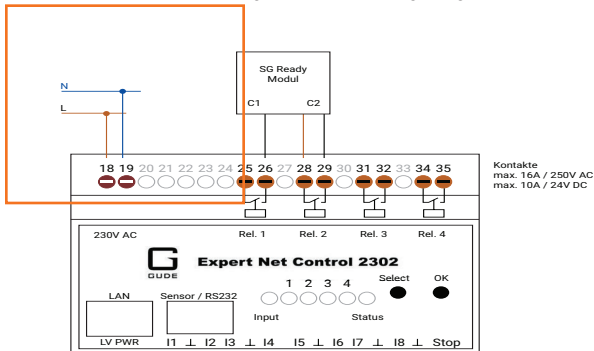 SG Ready
Modul
C1 C2
N
L
18 19 20 21 22 23 24 25 26 27 28 29 30 31 32 33 34 35
Kontakte
max. 16A / 250V AC
max. 10A / 24V DC
230V AC Rel. 1 Rel. 2 Rel. 3 Rel. 4
GUDE
Expert Net Control 2302
1 2 3 4 Select OK
LAN Sensor / RS232
Input Status
LV PWR I1 ⊥ I2 I3 ⊥ I4 I5 ⊥ I6 I7 ⊥ I8 ⊥ Stop